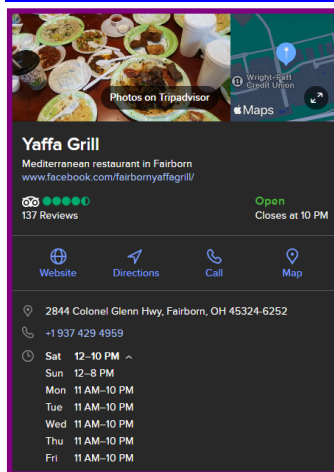 Photos on Tripadvisor
Wright-Patt
Credit Union
Maps
Yaffa Grill
Mediterranean restaurant in Fairborn
www.facebook.com/fairbornyaffagrill/
Open
137 Reviews
Closes at 10 PM
Website Directions Call Map
2844 Colonel Glenn Hwy, Fairborn, OH 45324-6252
+1 937 429 4959
Sat 12–10 PM
Sun 12–8 PM
Mon 11 AM–10 PM
Tue 11 AM–10 PM
Wed 11 AM–10 PM
Thu 11 AM–10 PM
Fri 11 AM–10 PM